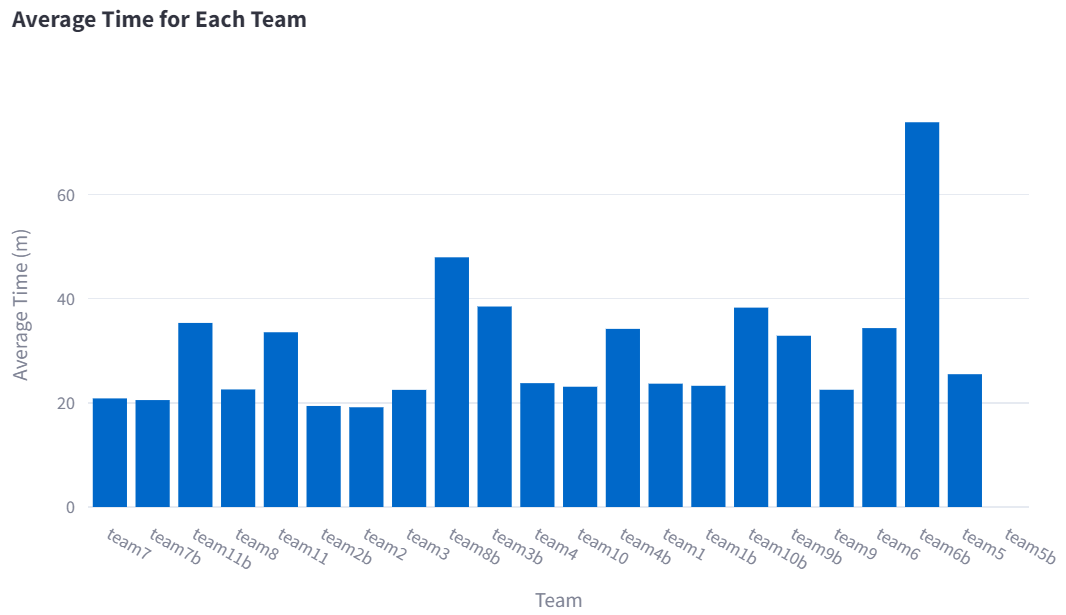 Average Time for Each Team
60
40
20
0
Average Time (m)
team7
team7b
team11b
team8
team11
team2b
team2
team3
team8b
team3b
team4
team10
team4b
team1
team1b
team10b
team9b
team9
team6
team6b
team5
team5b
Team